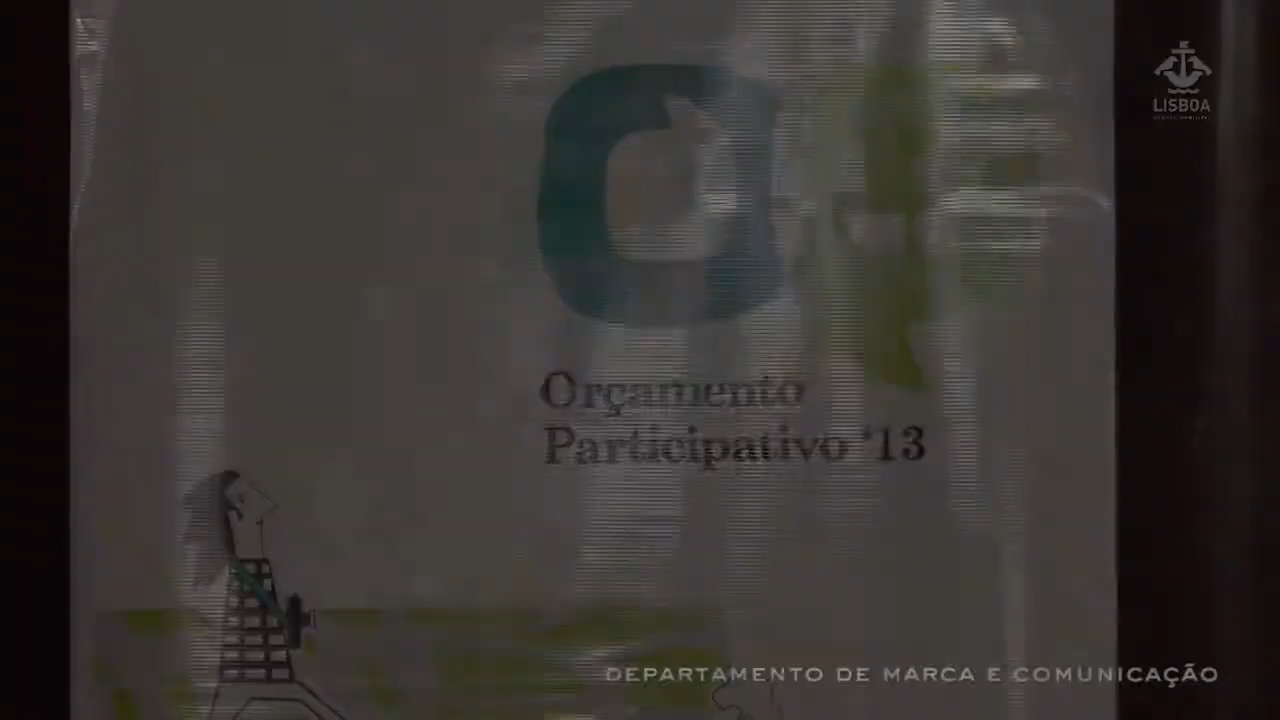 LISBOA
Orçamento
Participativo '13
DEPARTAMENTO DE MARCA E COMUNICAÇÃO